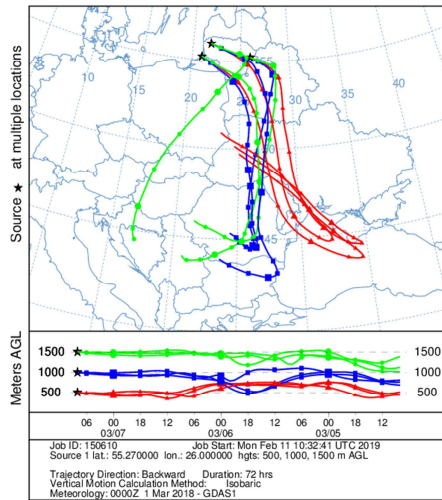 Source ★ at multiple locations
15
20
25
30
35
40
45
Meters AGL
1500 1500
1000 1000
500 500
06 00 18 12 06 00 18 12 06 00 18 12
03/07 03/06 03/05
Job ID: 150610 Job Start: Mon Feb 11 10:32:41 UTC 2019
Source 1 lat.: 55.270000 lon.: 26.000000 hgts: 500, 1000, 1500 m AGL
Trajectory Direction: Backward Duration: 72 hrs
Vertical Motion Calculation Method: Isobaric
Meteorology: 0000Z 1 Mar 2018 - GDAS1